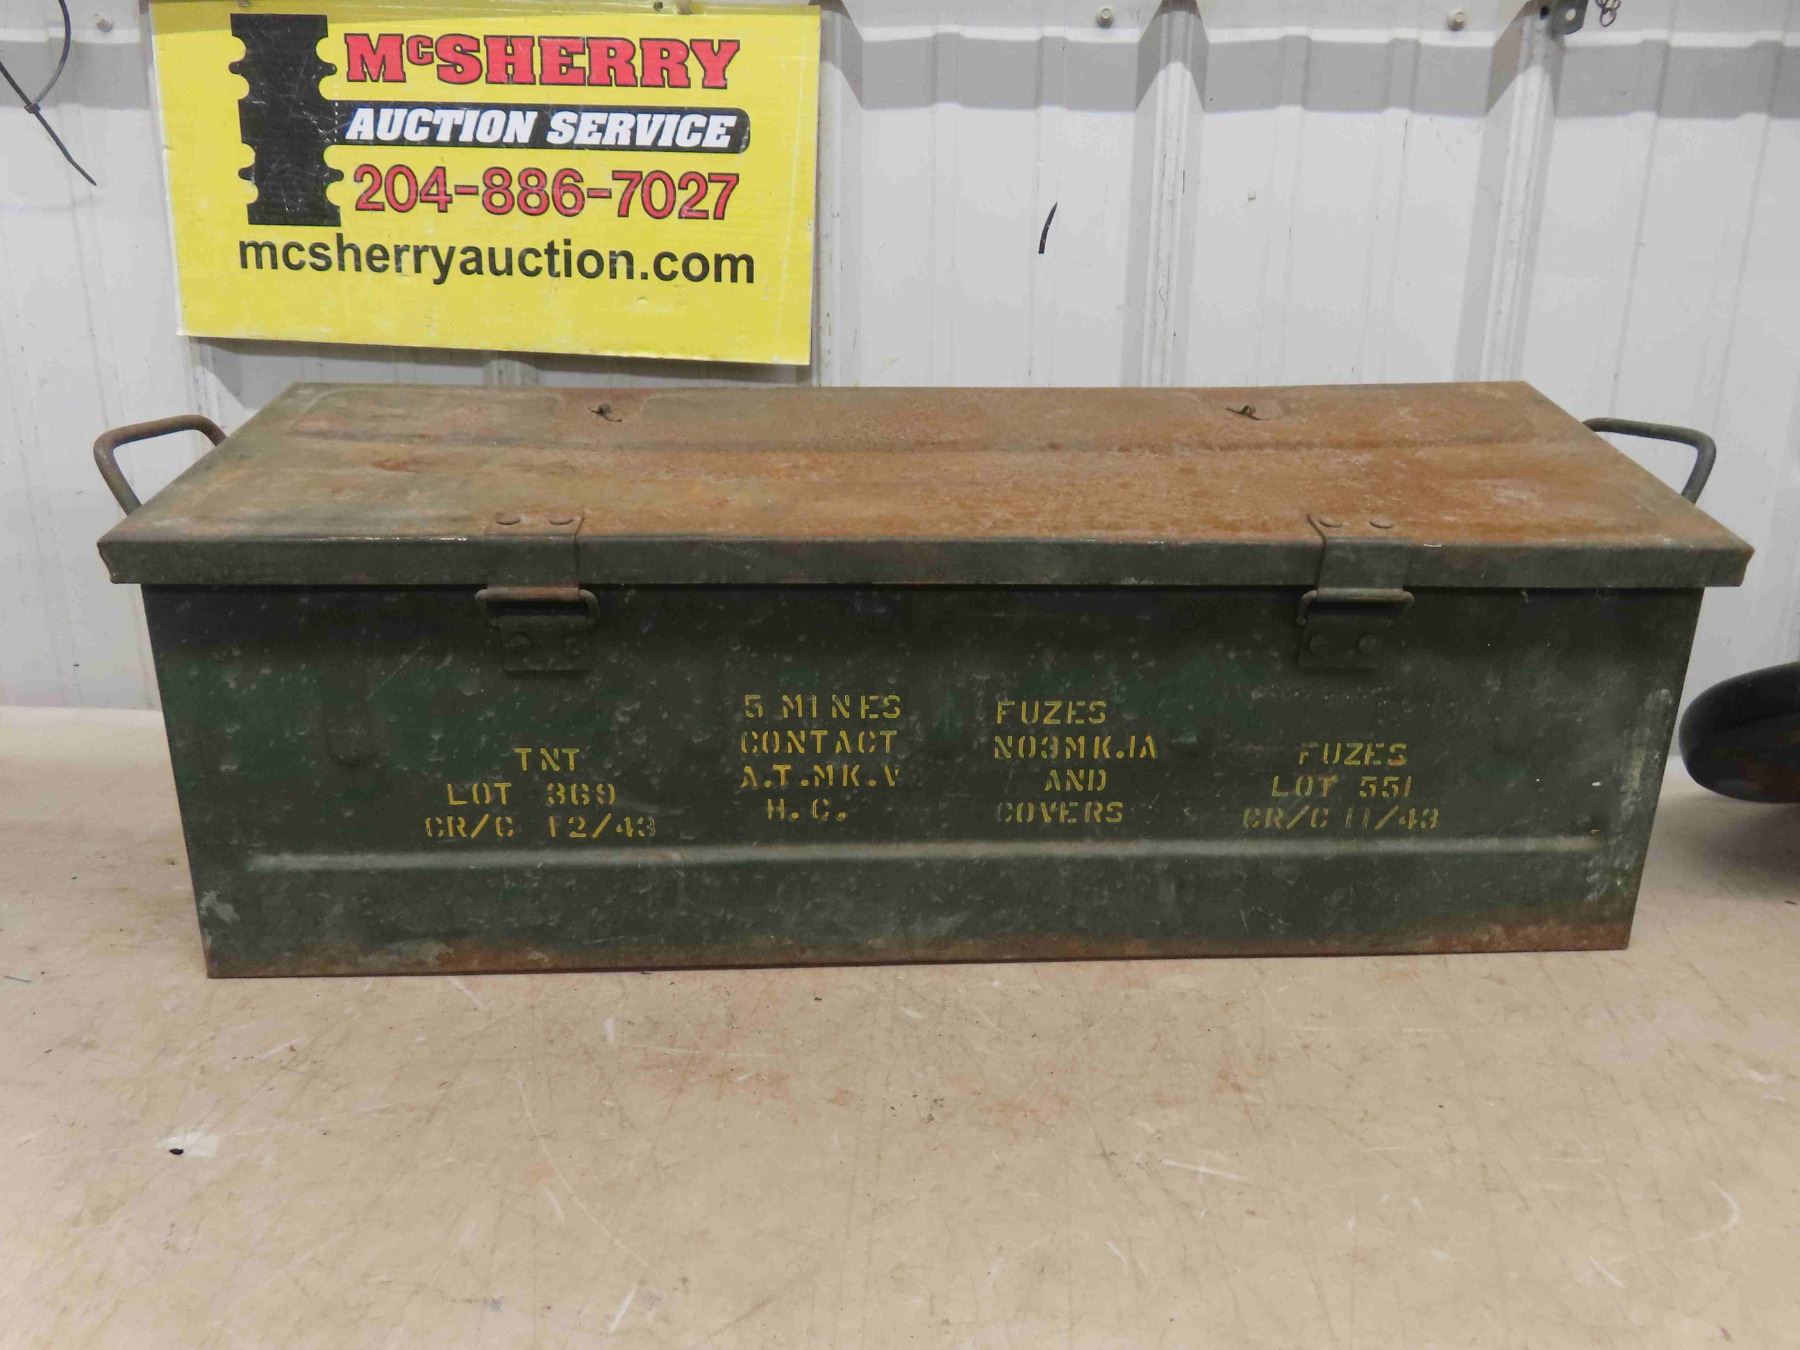 McSHERRY
AUCTION SERVICE
204-886-7027
mcsherryauction.com
TNT
LOT 369
CR/C 12/43
5 MINES
CONTACT
A.T.MK.V
H.C.
FUZES
NO3MK.IA
AND
COVERS
FUZES
LOT 551
CR/C 11/43